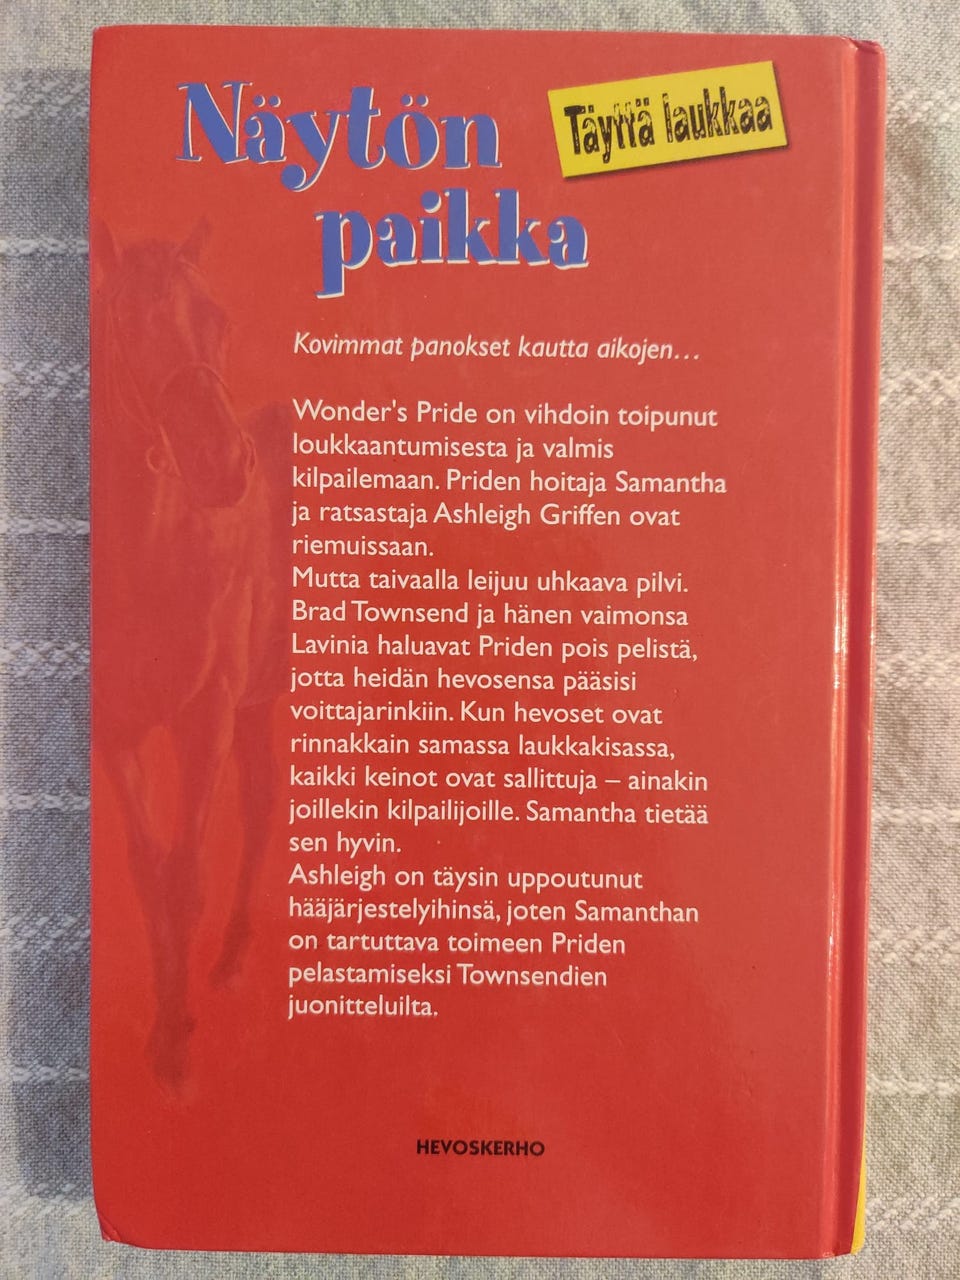 Näytön
paikka
Täyttä laukkaa
Kovimmat panokset kautta aikojen...
Wonder's Pride on vihdoin toipunut
loukkaantumisesta ja valmis
kilpailemaan. Priden hoitaja Samantha
ja ratsastaja Ashleigh Griffen ovat
riemuissaan.
Mutta taivaalla leijuu uhkaava pilvi.
Brad Townsend ja hänen vaimonsa
Lavinia haluavat Priden pois pelistä,
jotta heidän hevosensa pääsisi
voittajarinkiin. Kun hevoset ovat
rinnakkain samassa laukkakisassa,
kaikki keinot ovat sallittuja – ainakin
joillekin kilpailijoille. Samantha tietää
sen hyvin.
Ashleigh on täysin uppoutunut
hääjärjestelyihinsä, joten Samanthan
on tartuttava toimeen Priden
pelastamiseksi Townsendien
juonitteluilta.
HEVOSKERHO